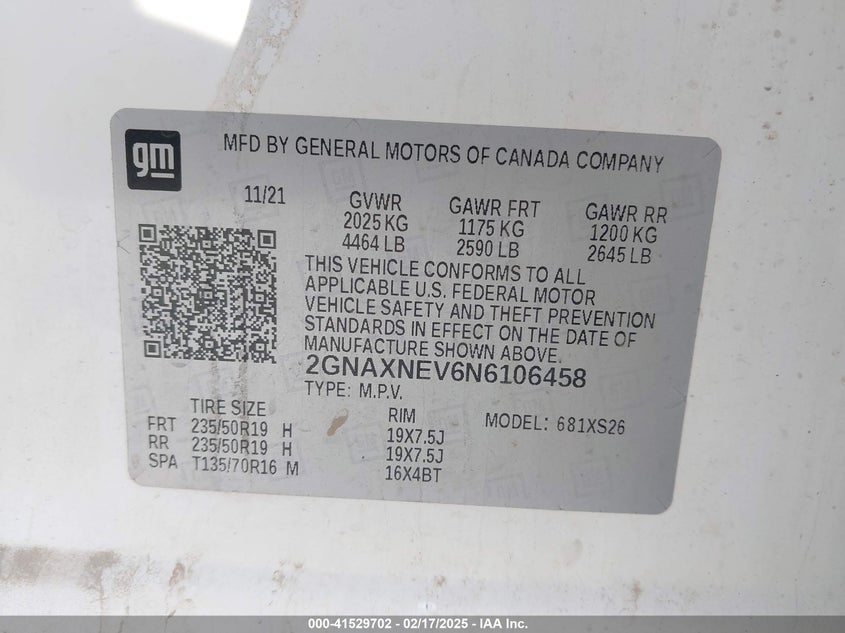 gm
MFD BY GENERAL MOTORS OF CANADA COMPANY
11/21
GVWR GAWR FRT GAWR RR
2025 KG 1175 KG 1200 KG
4464 LB 2590 LB 2645 LB
THIS VEHICLE CONFORMS TO ALL
APPLICABLE U.S. FEDERAL MOTOR
VEHICLE SAFETY AND THEFT PREVENTION
STANDARDS IN EFFECT ON THE DATE OF
MANUFACTURE SHOWN ABOVE.
2GNAXNEV6N6106458
TYPE: M.P.V.
TIRE SIZE RIM MODEL: 681XS26
FRT 235/50R19 H 19X7.5J
RR 235/50R19 H 19X7.5J
SPA T135/70R16 M 16X4BT
000-41529702 - 02/17/2025 - IAA Inc.